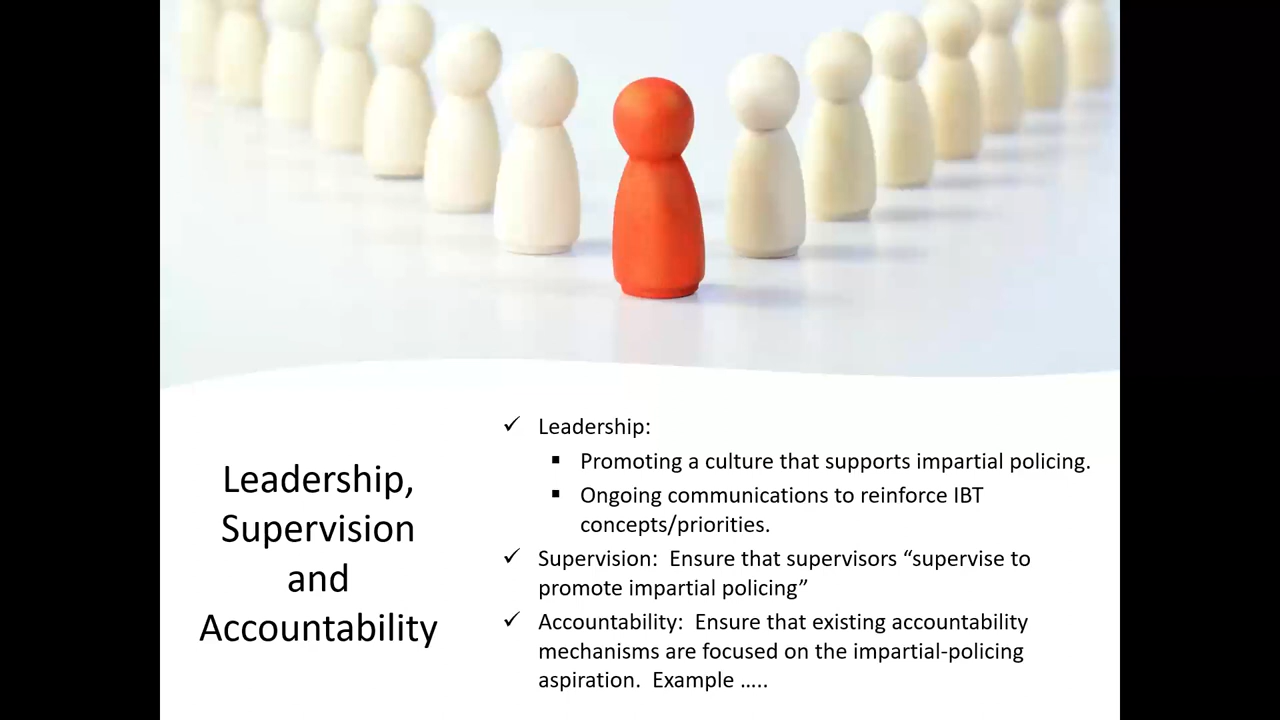 Leadership,
Supervision
and
Accountability
✓ Leadership:
▪ Promoting a culture that supports impartial policing.
▪ Ongoing communications to reinforce IBT
concepts/priorities.
✓ Supervision:  Ensure that supervisors “supervise to
promote impartial policing”
✓ Accountability:  Ensure that existing accountability
mechanisms are focused on the impartial-policing
aspiration.  Example …..